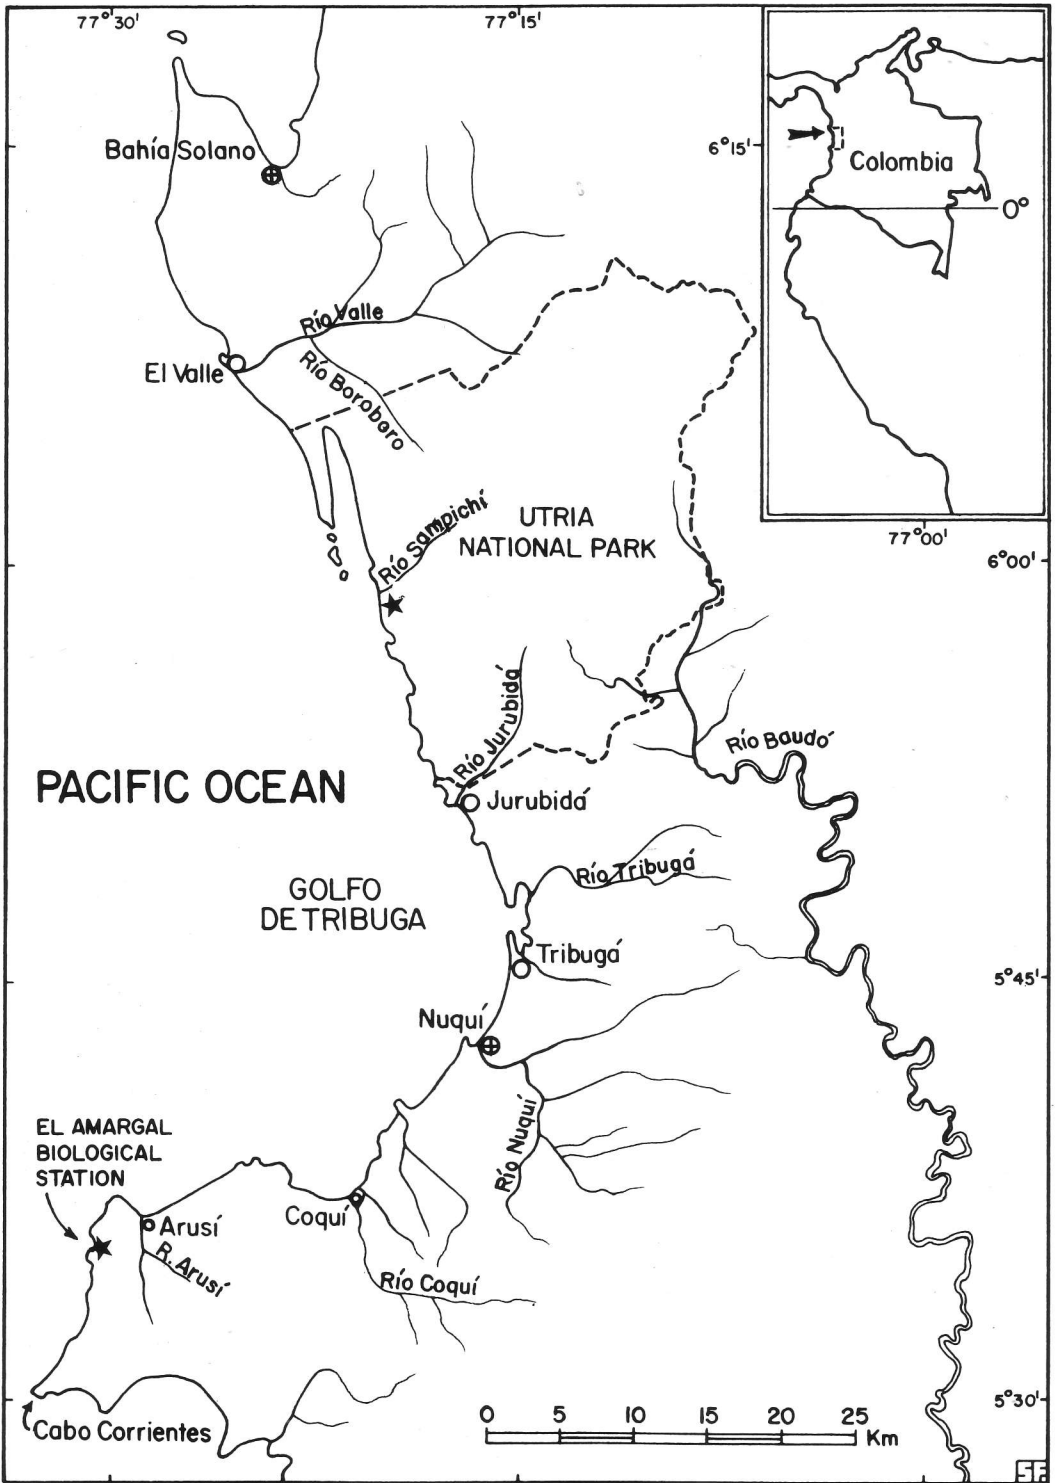 77°30'
77°15'
Bahía Solano
6°15'
Colombia
0°
Río Valle
El Valle
Río Boroboro
77°00'
6°00'
UTRIA
NATIONAL PARK
Río Sampichí
Río Jurubidá
Río Baudó
PACIFIC OCEAN
Jurubidá
GOLFO
DE TRIBUGA
Río Tribugá
Tribugá
5°45'
Nuquí
Río Nuquí
EL AMARGAL
BIOLOGICAL
STATION
Arusí
R. Arusí
Coquí
Río Coquí
Cabo Corrientes
5°30'
0 5 10 15 20 25
Km